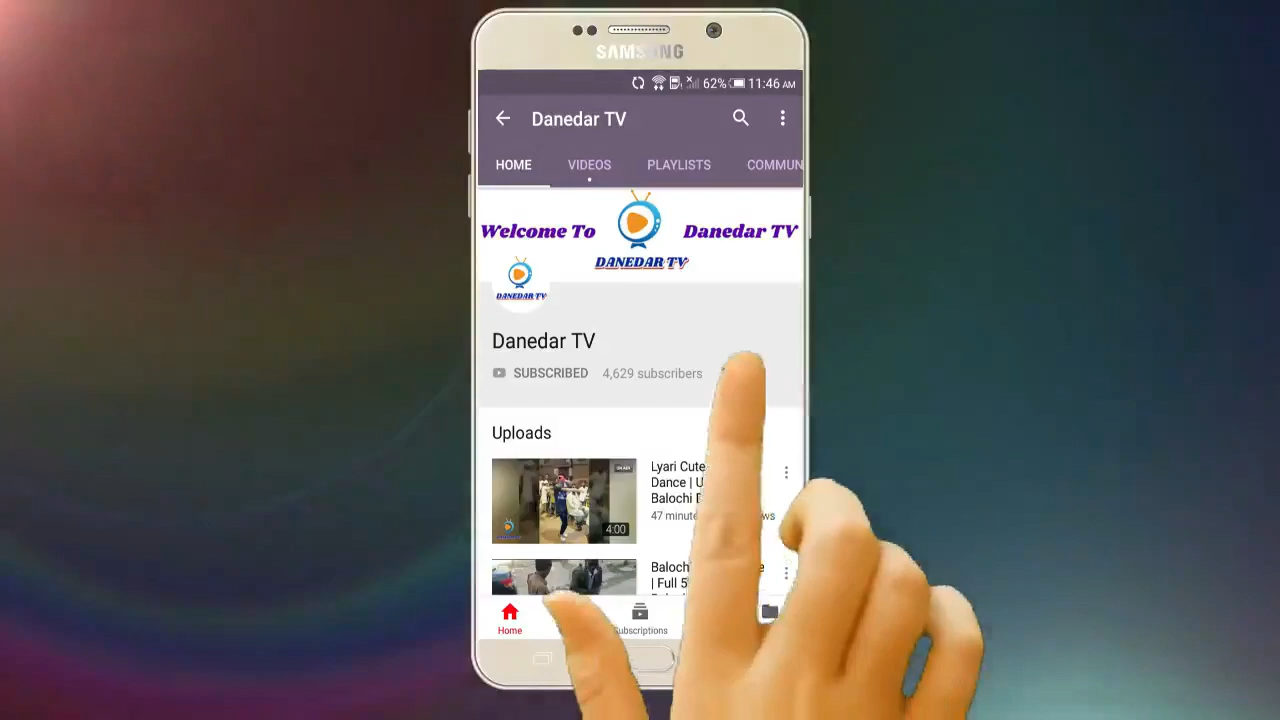 SAMSUNG
62% 11:46 AM
Danedar TV
HOME VIDEOS PLAYLISTS COMMUN
Welcome To Danedar TV
DANEDAR TV
DANEDAR TV
Danedar TV
SUBSCRIBED 4,629 subscribers
Uploads
Lyari Cute
Dance | U
Balochi
4:00
47 minute
Baloch
| Full 5
Home
Subscriptions